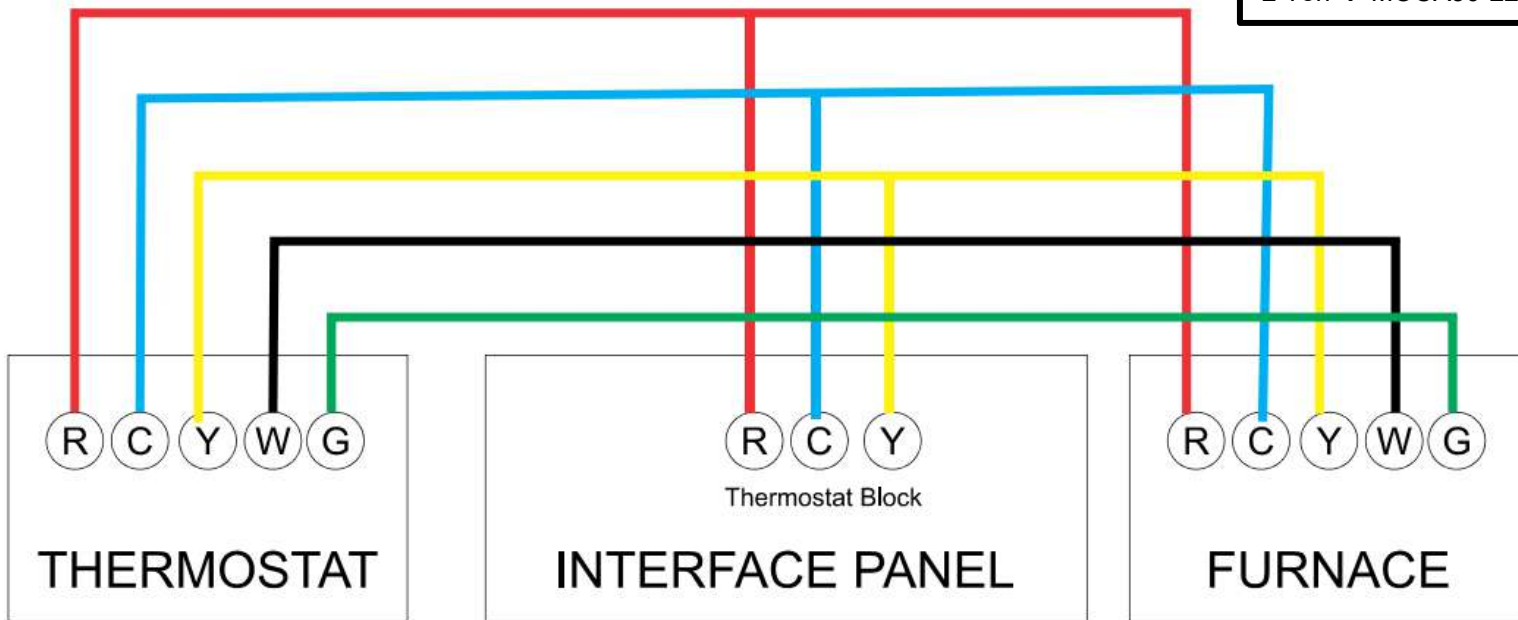 R C Y W G
R C Y
R C Y W G
Thermostat Block
THERMOSTAT
INTERFACE PANEL
FURNACE